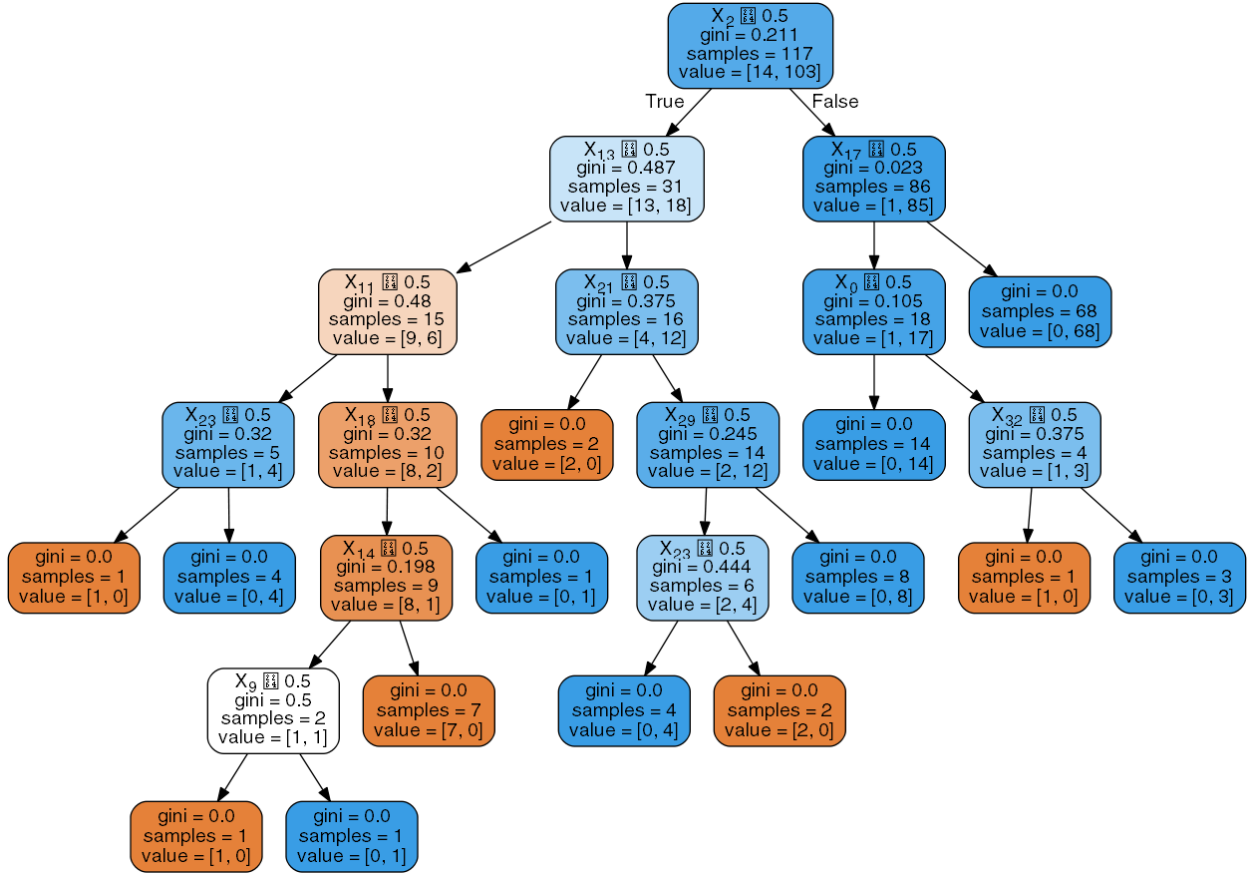 X2 ≤ 0.5
gini = 0.211
samples = 117
value = [14, 103]
True
False
X13 ≤ 0.5
gini = 0.487
samples = 31
value = [13, 18]
X17 ≤ 0.5
gini = 0.023
samples = 86
value = [1, 85]
X11 ≤ 0.5
gini = 0.48
samples = 15
value = [9, 6]
X21 ≤ 0.5
gini = 0.375
samples = 16
value = [4, 12]
X0 ≤ 0.5
gini = 0.105
samples = 18
value = [1, 17]
gini = 0.0
samples = 68
value = [0, 68]
X23 ≤ 0.5
gini = 0.32
samples = 5
value = [1, 4]
X18 ≤ 0.5
gini = 0.32
samples = 10
value = [8, 2]
gini = 0.0
samples = 2
value = [2, 0]
X29 ≤ 0.5
gini = 0.245
samples = 14
value = [2, 12]
gini = 0.0
samples = 14
value = [0, 14]
X32 ≤ 0.5
gini = 0.375
samples = 4
value = [1, 3]
gini = 0.0
samples = 1
value = [1, 0]
gini = 0.0
samples = 4
value = [0, 4]
X14 ≤ 0.5
gini = 0.198
samples = 9
value = [8, 1]
gini = 0.0
samples = 1
value = [0, 1]
X23 ≤ 0.5
gini = 0.444
samples = 6
value = [2, 4]
gini = 0.0
samples = 8
value = [0, 8]
gini = 0.0
samples = 1
value = [1, 0]
gini = 0.0
samples = 3
value = [0, 3]
X9 ≤ 0.5
gini = 0.5
samples = 2
value = [1, 1]
gini = 0.0
samples = 7
value = [7, 0]
gini = 0.0
samples = 4
value = [0, 4]
gini = 0.0
samples = 2
value = [2, 0]
gini = 0.0
samples = 1
value = [1, 0]
gini = 0.0
samples = 1
value = [0, 1]